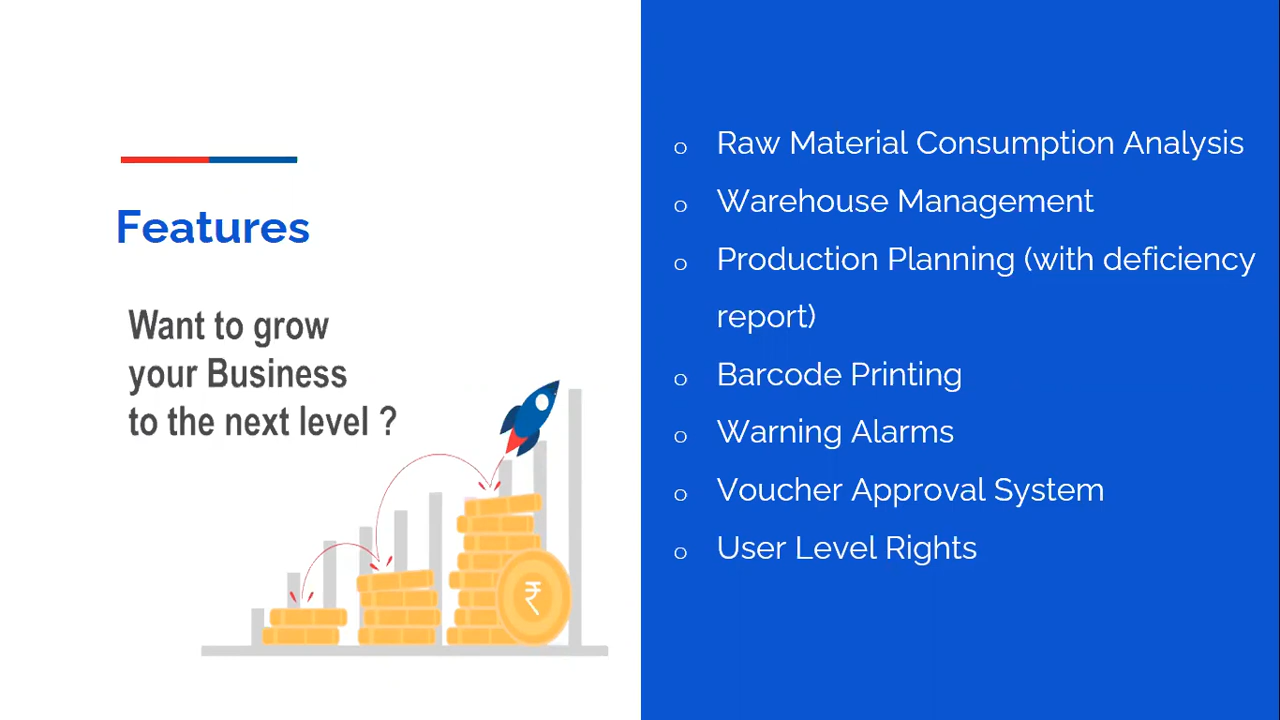 Features
Want to grow
your Business
to the next level ?
₹
Raw Material Consumption Analysis
Warehouse Management
Production Planning (with deficiency
report)
Barcode Printing
Warning Alarms
Voucher Approval System
User Level Rights